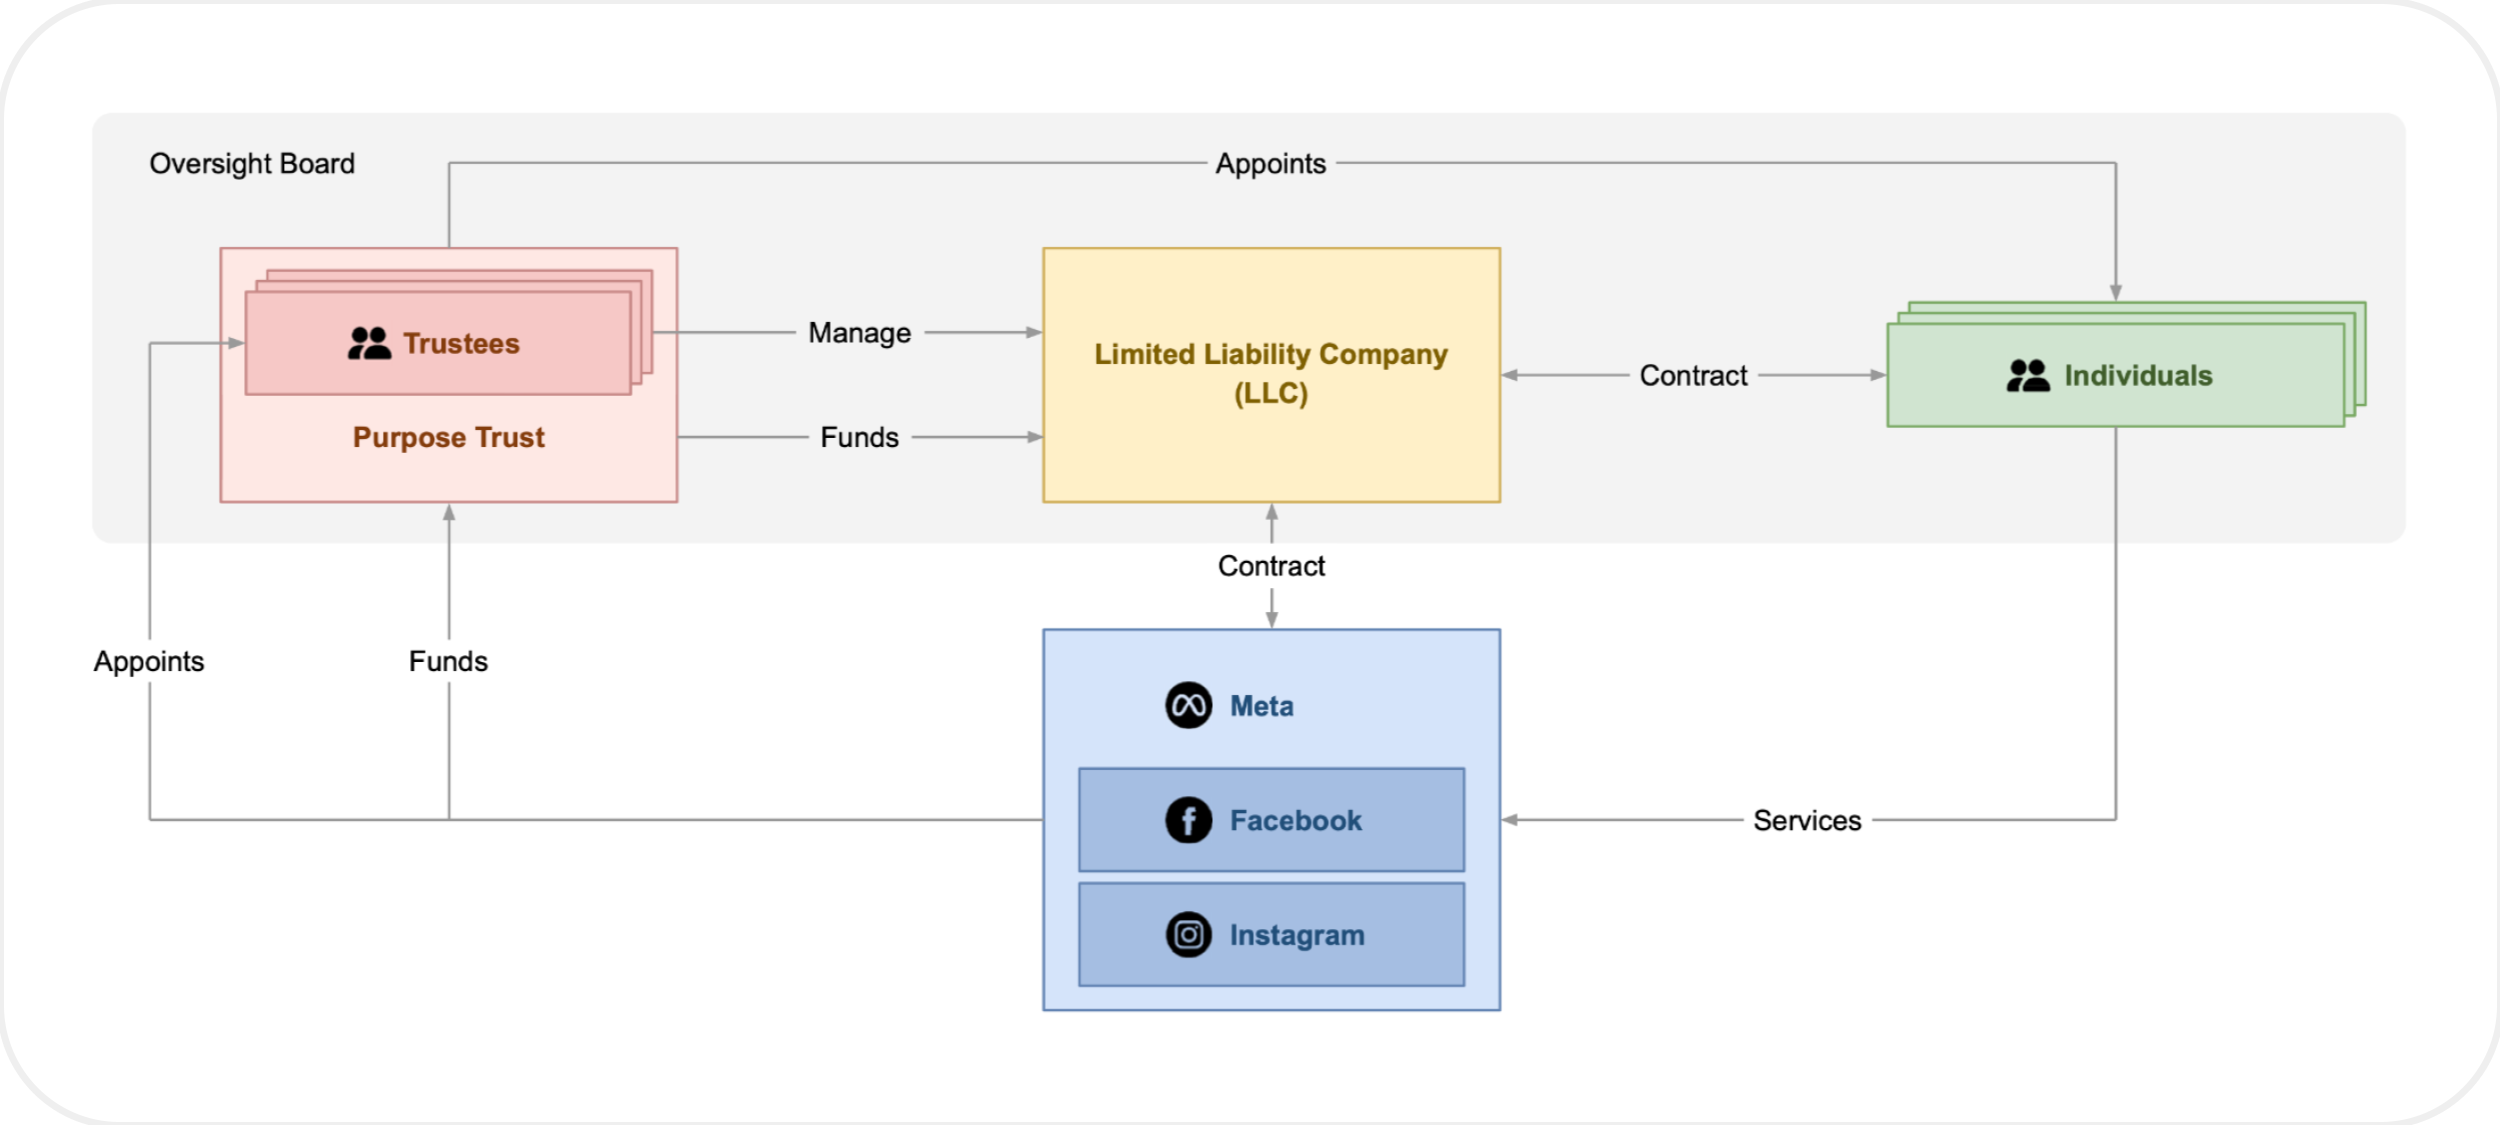 Oversight Board
Appoints
Trustees
Purpose Trust
Manage
Funds
Limited Liability Company
(LLC)
Contract
Individuals
Contract
Appoints
Funds
Meta
Facebook
Instagram
Services